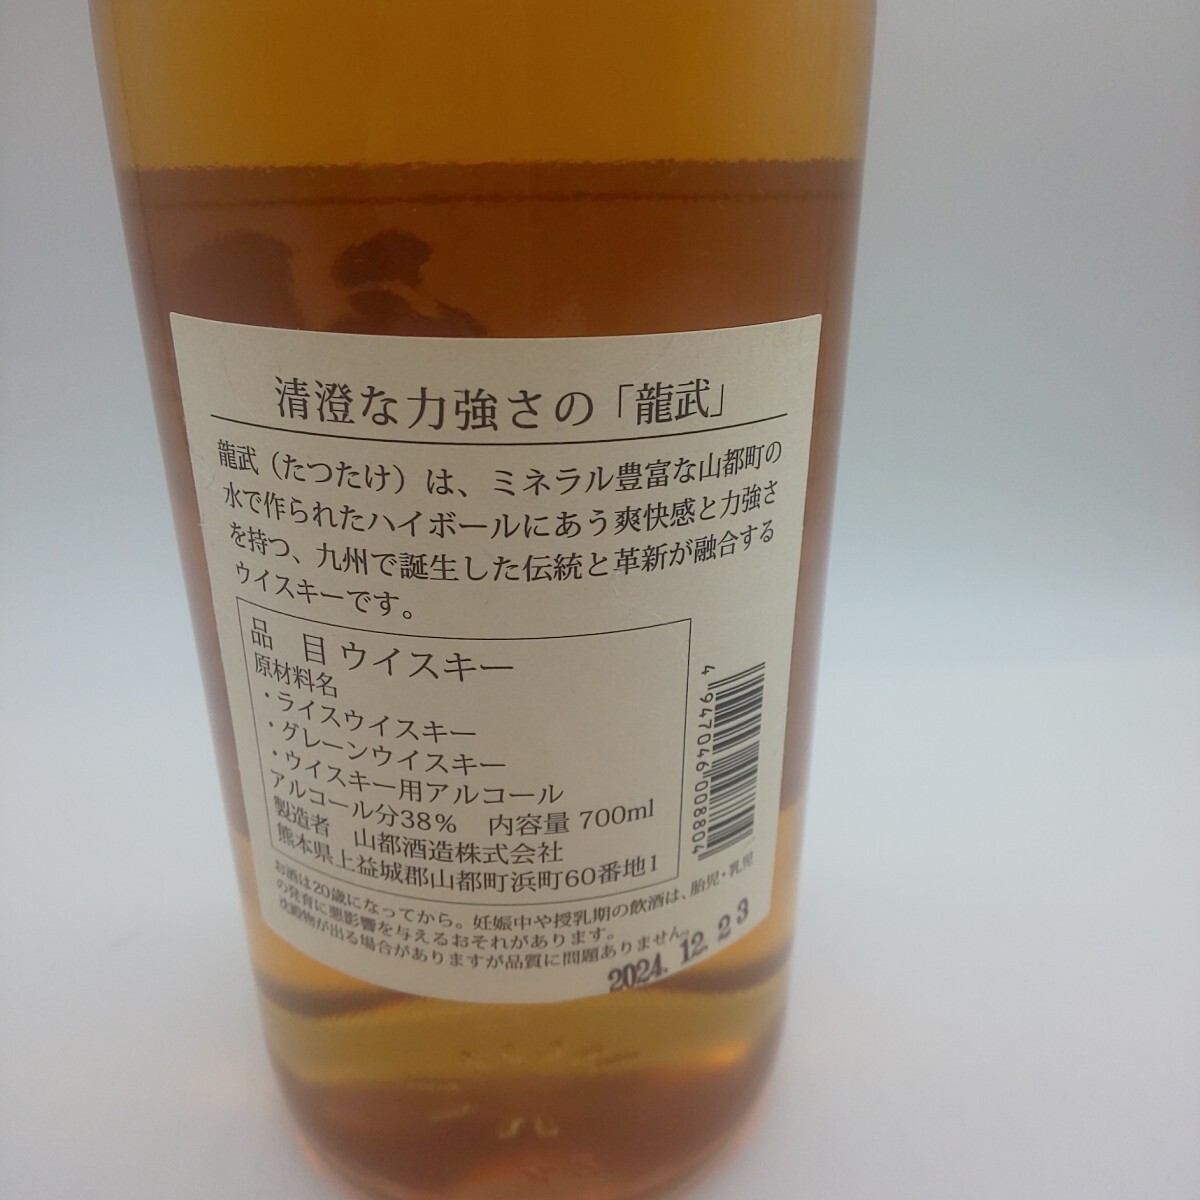 清澄な力強さの「龍武」
龍武（たつたけ）は、ミネラル豊富な山都町の
水で作られたハイボールにあう爽快感と力強さ
を持つ、九州で誕生した伝統と革新が融合する
ウイスキーです。
品　目 ウイスキー
原材料名
・ライスウイスキー
・グレーンウイスキー
・ウイスキー用アルコール
アルコール分38％　内容量 700ml
製造者　山都酒造株式会社
熊本県上益城郡山都町浜町60番地1
4947046008804
お酒は20歳になってから。妊娠中や授乳期の飲酒は、胎児・乳児
の発育に悪影響を与えるおそれがあります。
沈殿物が出る場合がありますが品質に問題ありません。
2024. 12. 23